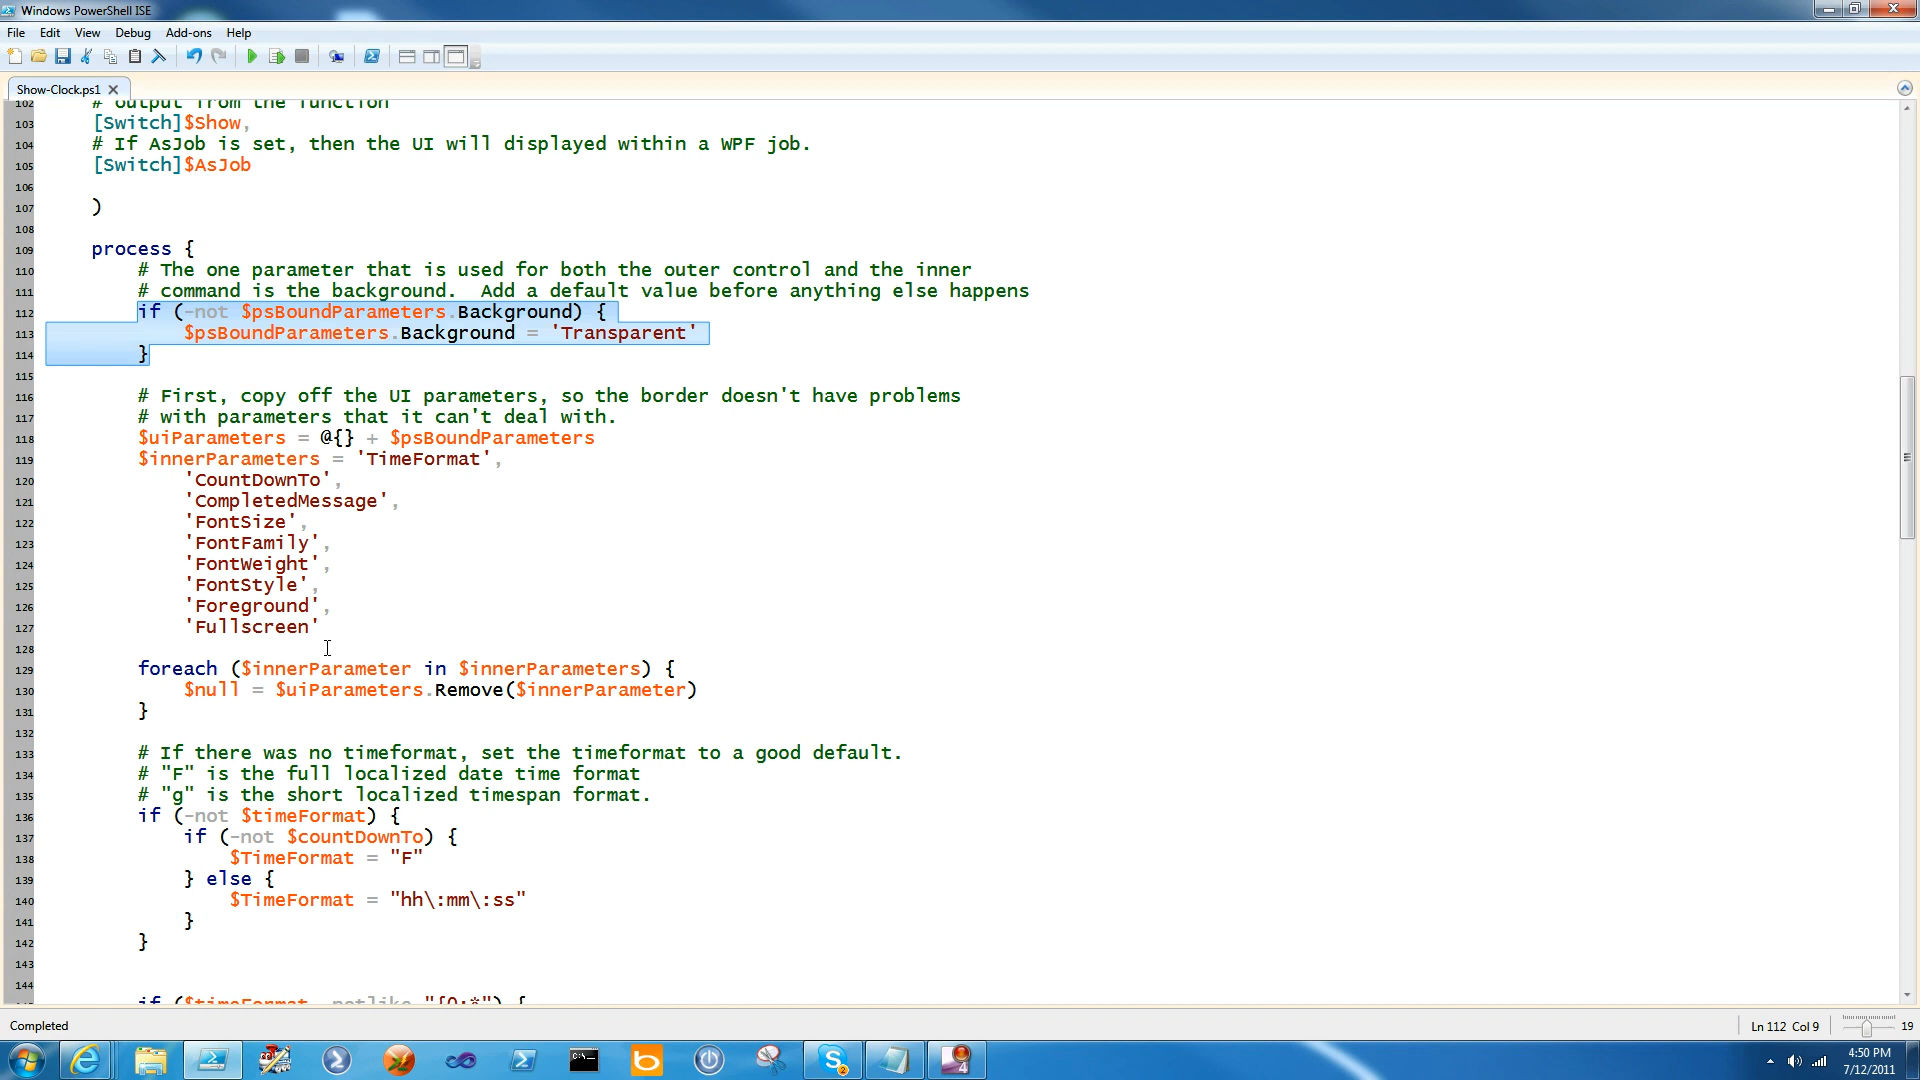 Windows PowerShell ISE
File Edit View Debug Add-ons Help
Show-Clock.ps1
102 # output from the function
103 [Switch]$Show,
104 # If AsJob is set, then the UI will displayed within a WPF job.
105 [Switch]$AsJob
106
107 )
108
109 process {
110 # The one parameter that is used for both the outer control and the inner
111 # command is the background.  Add a default value before anything else happens
112 if (-not $psBoundParameters.Background) {
113 $psBoundParameters.Background = 'Transparent'
114 }
115
116 # First, copy off the UI parameters, so the border doesn't have problems
117 # with parameters that it can't deal with.
118 $uiParameters = @{} + $psBoundParameters
119 $innerParameters = 'TimeFormat',
120 'CountDownTo',
121 'CompletedMessage',
122 'FontSize',
123 'FontFamily',
124 'FontWeight',
125 'FontStyle',
126 'Foreground',
127 'Fullscreen'
128
129 foreach ($innerParameter in $innerParameters) {
130 $null = $uiParameters.Remove($innerParameter)
131 }
132
133 # If there was no timeformat, set the timeformat to a good default.
134 # "F" is the full localized date time format
135 # "g" is the short localized timespan format.
136 if (-not $timeFormat) {
137 if (-not $countDownTo) {
138 $TimeFormat = "F"
139 } else {
140 $TimeFormat = "hh\:mm\:ss"
141 }
142 }
143
144
if ($timeFormat -notlike "{0:*") {
Completed
Ln 112 Col 9
19
C:\
b
S
2
4
4:50 PM
7/12/2011